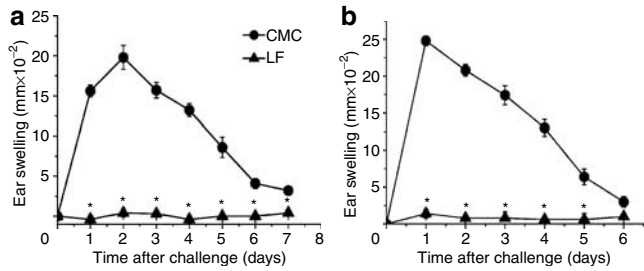 a
CMC
LF
Ear swelling (mm×10⁻²)
25
20
15
10
5
0
* * * * * * *
1 2 3 4 5 6 7 8
Time after challenge (days)
b
Ear swelling (mm×10⁻²)
25
20
15
10
5
0
* * * * *
1 2 3 4 5 6
Time after challenge (days)